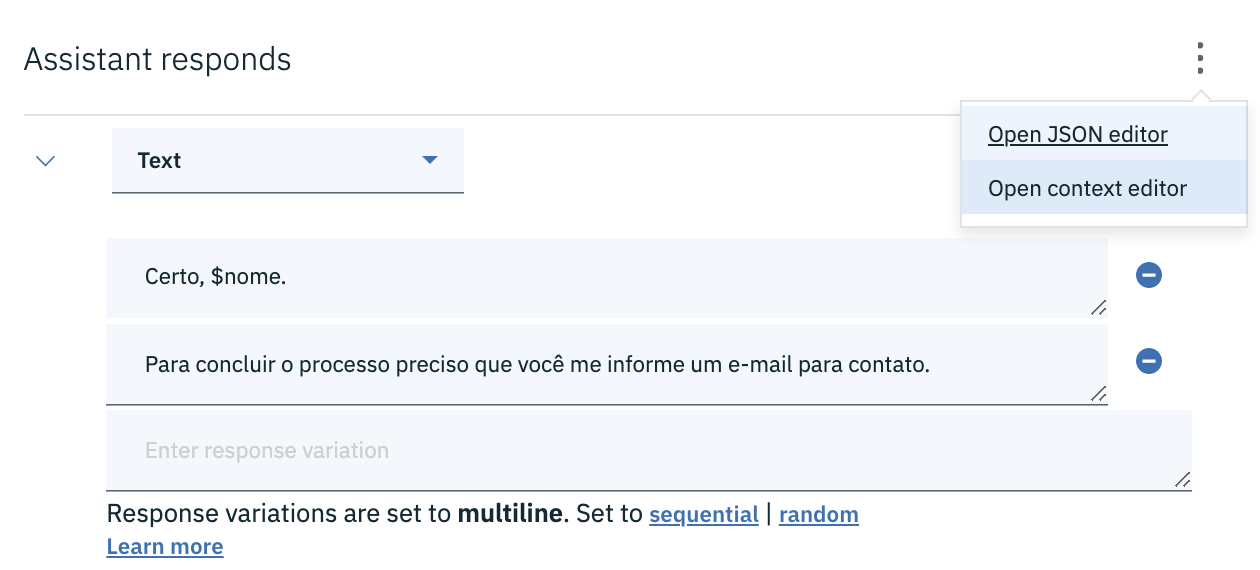 Assistant responds
Open JSON editor
Open context editor
Text
Certo, $nome.
Para concluir o processo preciso que você me informe um e-mail para contato.
Enter response variation
Response variations are set to multiline. Set to sequential | random
Learn more